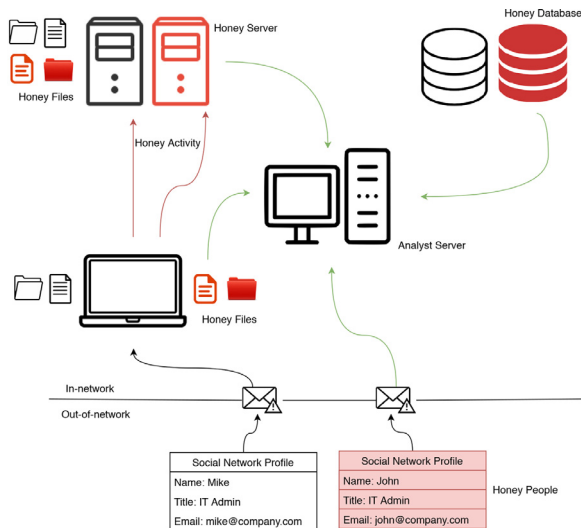 Honey Server
Honey Database
Honey Files
Honey Activity
Analyst Server
Honey Files
In-network
Out-of-network
Social Network Profile
Name: Mike
Title: IT Admin
Email: mike@company.com
Social Network Profile
Name: John
Title: IT Admin
Email: john@company.com
Honey People